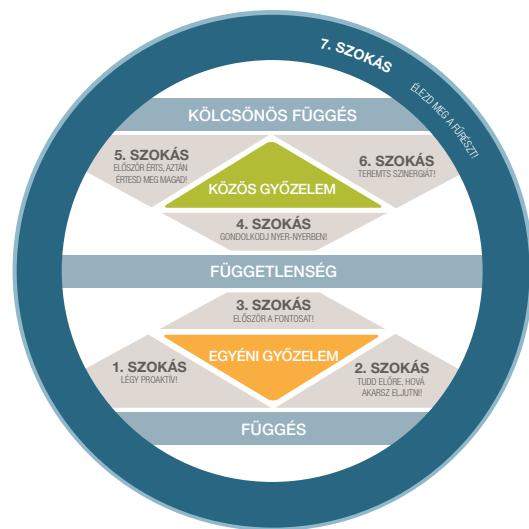 7. SZOKÁS
ÉLEZD MEG A FŰRÉSZT!
KÖLCSÖNÖS FÜGGÉS
5. SZOKÁS
ELŐSZÖR ÉRTS, AZTÁN
ÉRTESD MEG MAGAD!
6. SZOKÁS
TEREMTS SZINERGIÁT!
KÖZÖS GYŐZELEM
4. SZOKÁS
GONDOLKODJ NYER-NYERBEN!
FÜGGETLENSÉG
3. SZOKÁS
ELŐSZÖR A FONTOSAT!
EGYÉNI GYŐZELEM
1. SZOKÁS
LÉGY PROAKTÍV!
2. SZOKÁS
TUDD ELŐRE, HOVÁ
AKARSZ ELJUTNI!
FÜGGÉS